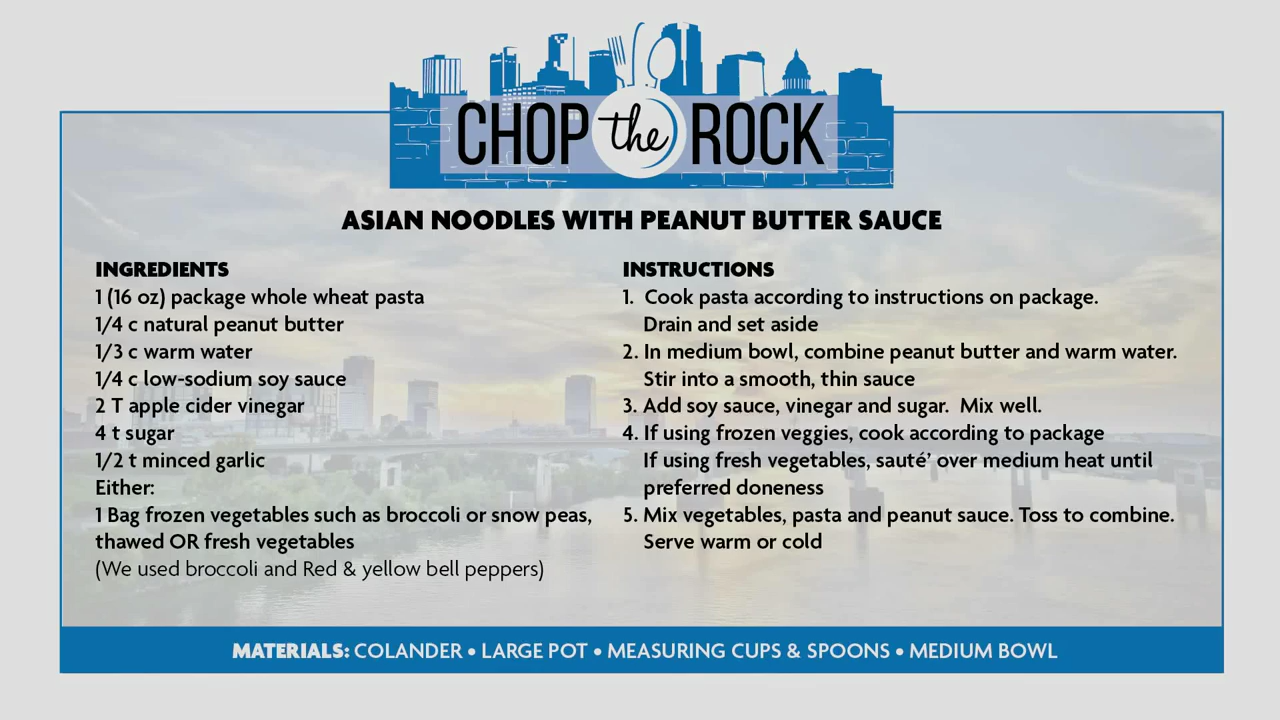 CHOP the ROCK
ASIAN NOODLES WITH PEANUT BUTTER SAUCE
INGREDIENTS
1 (16 oz) package whole wheat pasta
1/4 c natural peanut butter
1/3 c warm water
1/4 c low-sodium soy sauce
2 T apple cider vinegar
4 t sugar
1/2 t minced garlic
Either:
1 Bag frozen vegetables such as broccoli or snow peas,
thawed OR fresh vegetables
(We used broccoli and Red & yellow bell peppers)
INSTRUCTIONS
1. Cook pasta according to instructions on package.
Drain and set aside
2. In medium bowl, combine peanut butter and warm water.
Stir into a smooth, thin sauce
3. Add soy sauce, vinegar and sugar. Mix well.
4. If using frozen veggies, cook according to package
If using fresh vegetables, sauté’ over medium heat until
preferred doneness
5. Mix vegetables, pasta and peanut sauce. Toss to combine.
Serve warm or cold
MATERIALS: COLANDER • LARGE POT • MEASURING CUPS & SPOONS • MEDIUM BOWL